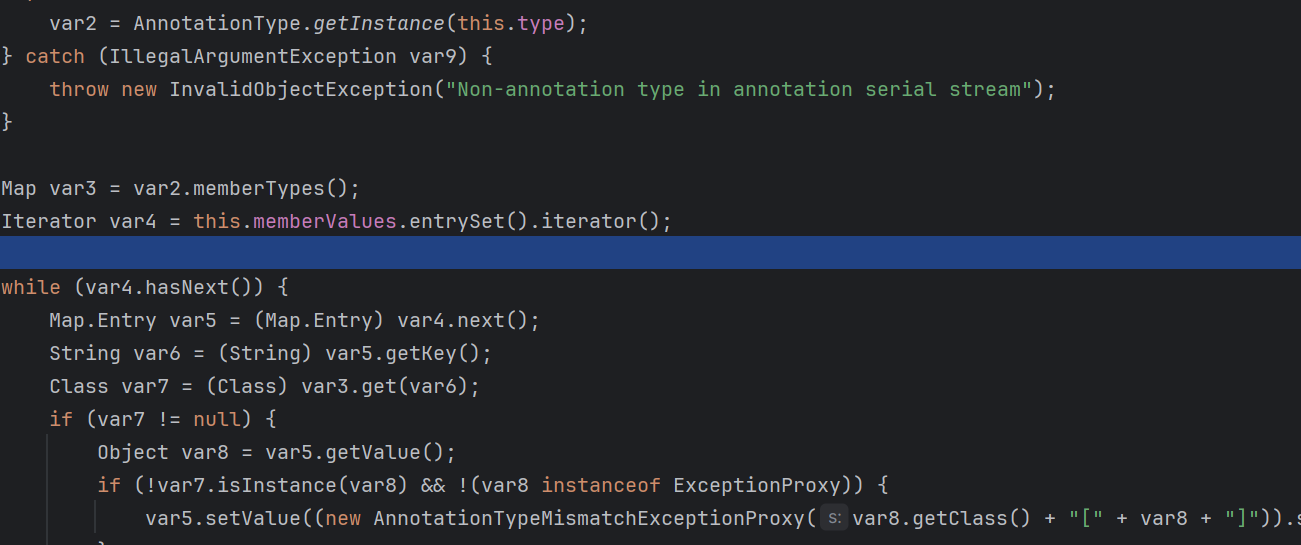 var2 = AnnotationType.getInstance(this.type);
} catch (IllegalArgumentException var9) {
throw new InvalidObjectException("Non-annotation type in annotation serial stream");
}
Map var3 = var2.memberTypes();
Iterator var4 = this.memberValues.entrySet().iterator();
while (var4.hasNext()) {
Map.Entry var5 = (Map.Entry) var4.next();
String var6 = (String) var5.getKey();
Class var7 = (Class) var3.get(var6);
if (var7 != null) {
Object var8 = var5.getValue();
if (!var7.isInstance(var8) && !(var8 instanceof ExceptionProxy)) {
var5.setValue((new AnnotationTypeMismatchExceptionProxy( s: var8.getClass() + "[" + var8 + "]")).s